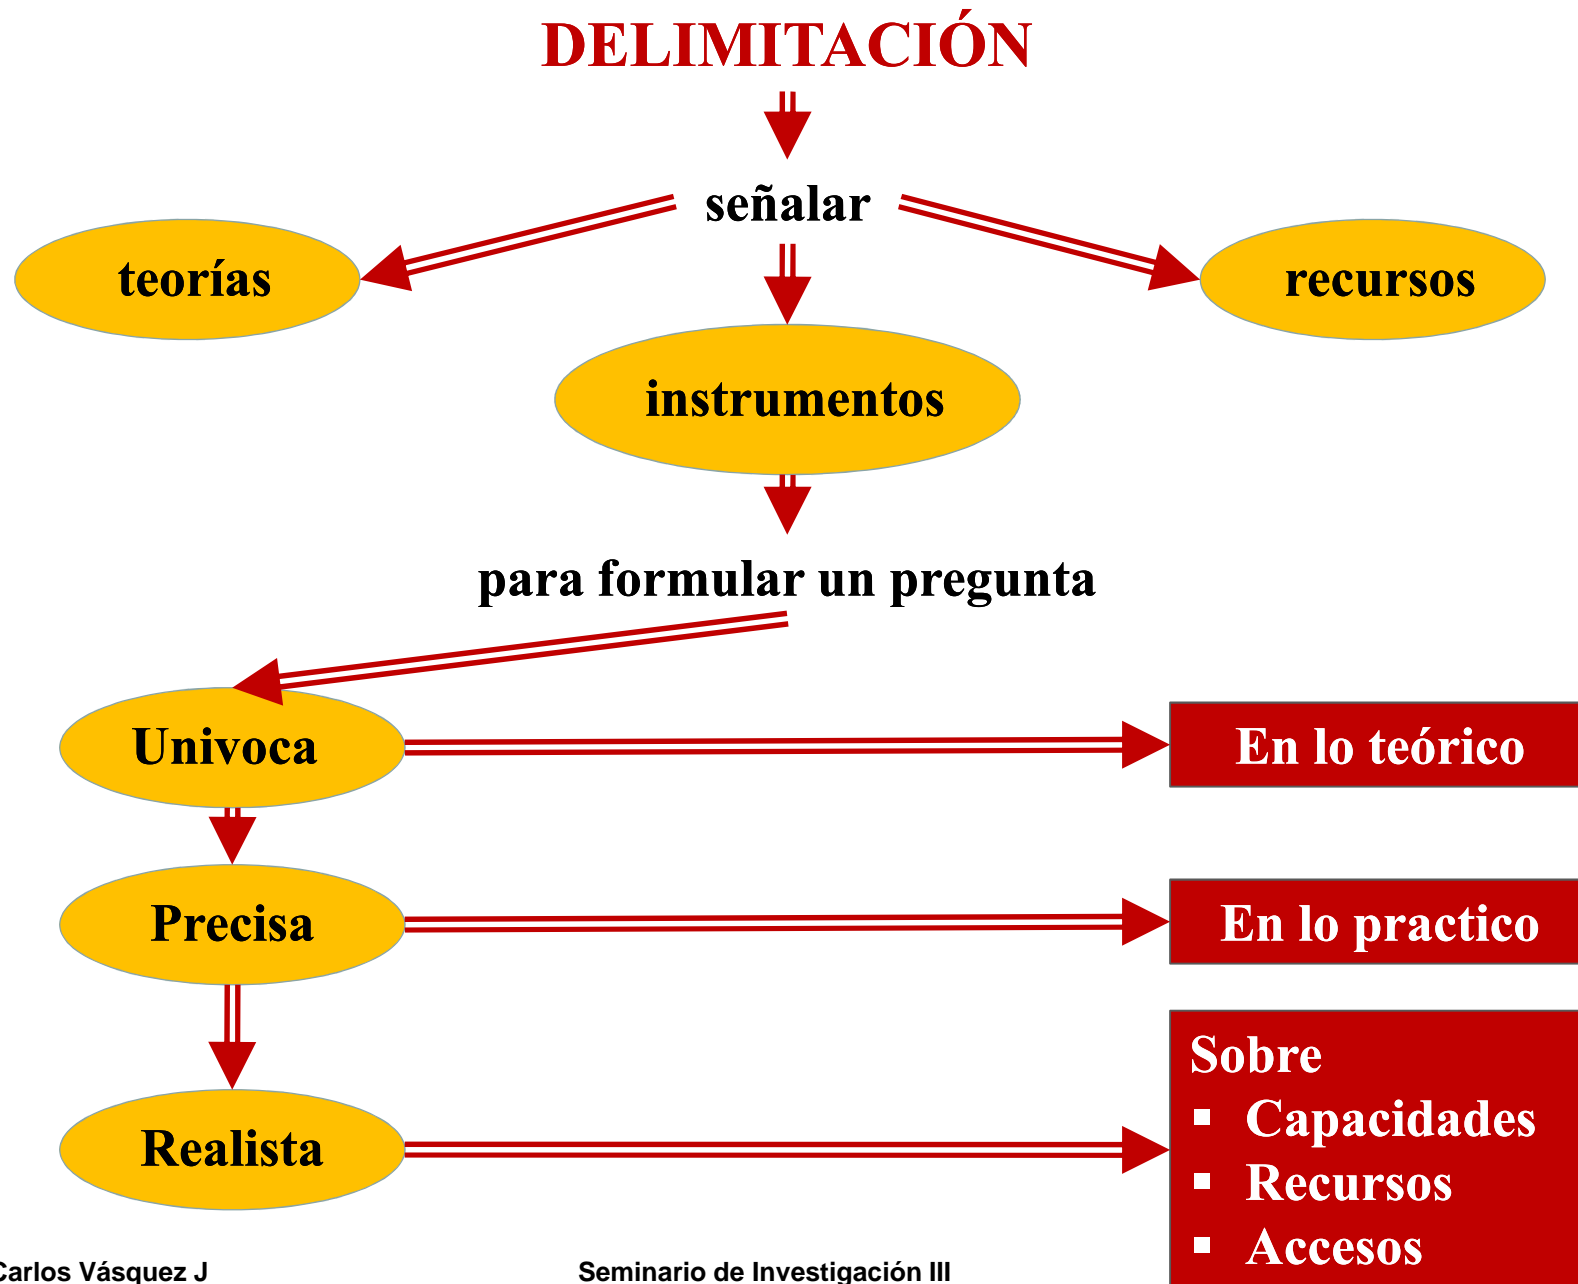 DELIMITACIÓN
señalar
teorías
recursos
instrumentos
para formular un pregunta
Univoca
En lo teórico
Precisa
En lo practico
Realista
Sobre
▪ Capacidades
▪ Recursos
▪ Accesos
Carlos Vásquez J
Seminario de Investigación III